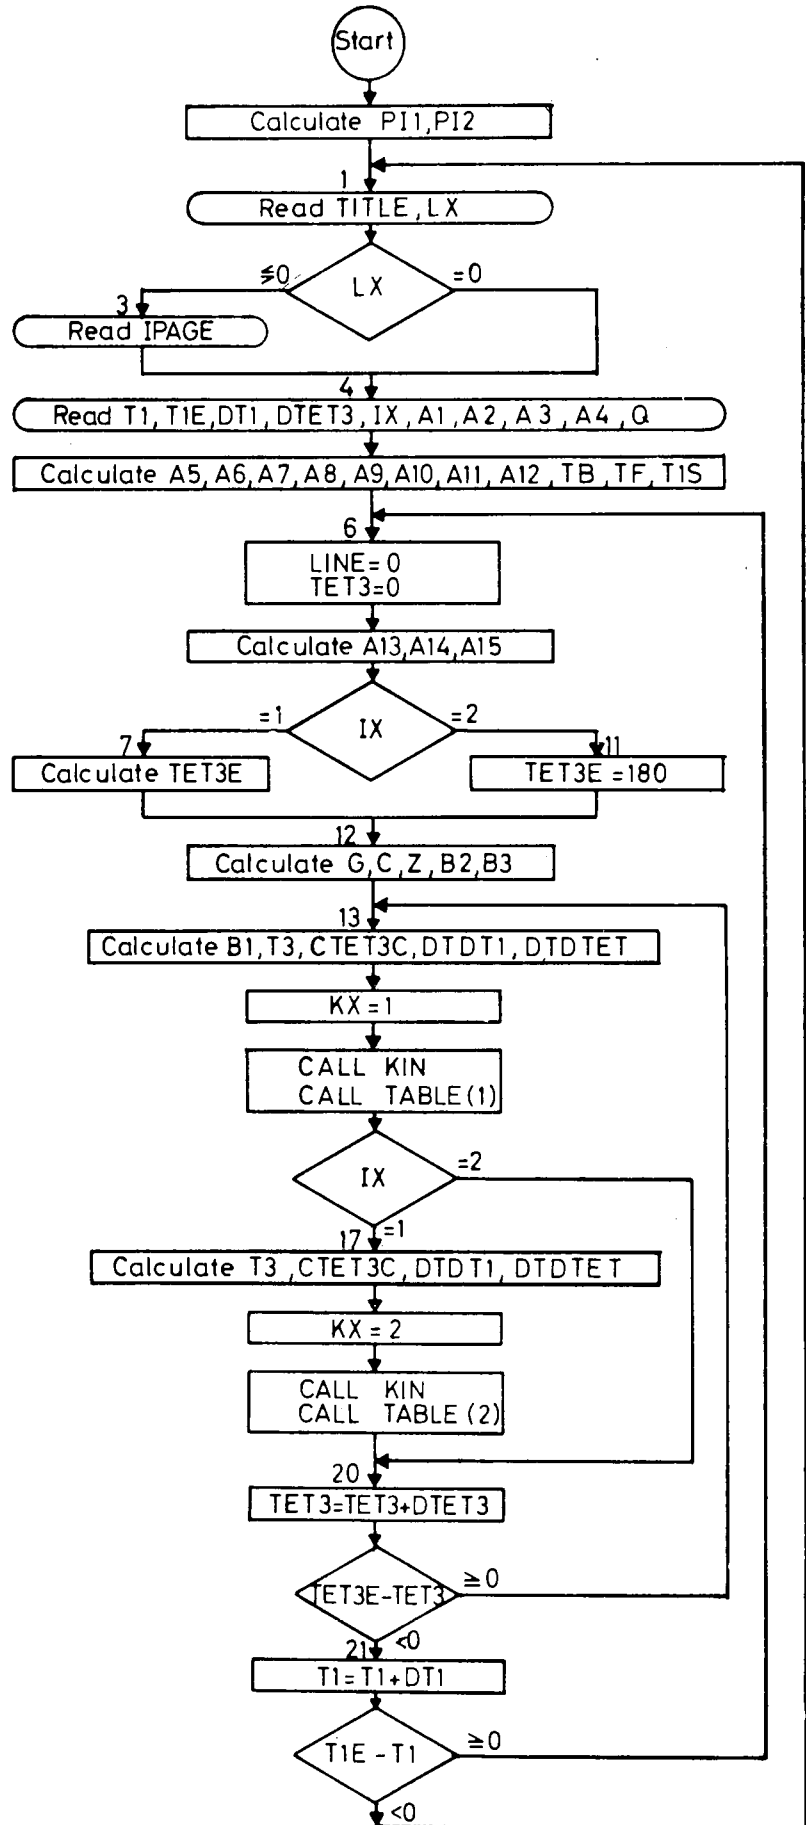 Start
Calculate PI1,PI2
1
Read TITLE,LX
≶0
LX
=0
3
Read IPAGE
4
Read T1,T1E,DT1,DTET3,IX,A1,A2,A3,A4,Q
Calculate A5,A6,A7,A8,A9,A10,A11,A12,TB,TF,T1S
6
LINE=0
TET3=0
Calculate A13,A14,A15
=1
IX
=2
7
Calculate TET3E
11
TET3E=180
12
Calculate G,C,Z,B2,B3
13
Calculate B1,T3,CTET3C,DTDT1,DTDTET
KX=1
CALL KIN
CALL TABLE(1)
IX
=2
=1
17
Calculate T3,CTET3C,DTDT1,DTDTET
KX=2
CALL KIN
CALL TABLE(2)
20
TET3=TET3+DTET3
TET3E-TET3
≧0
<0
21
T1=T1+DT1
T1E-T1
≧0
<0